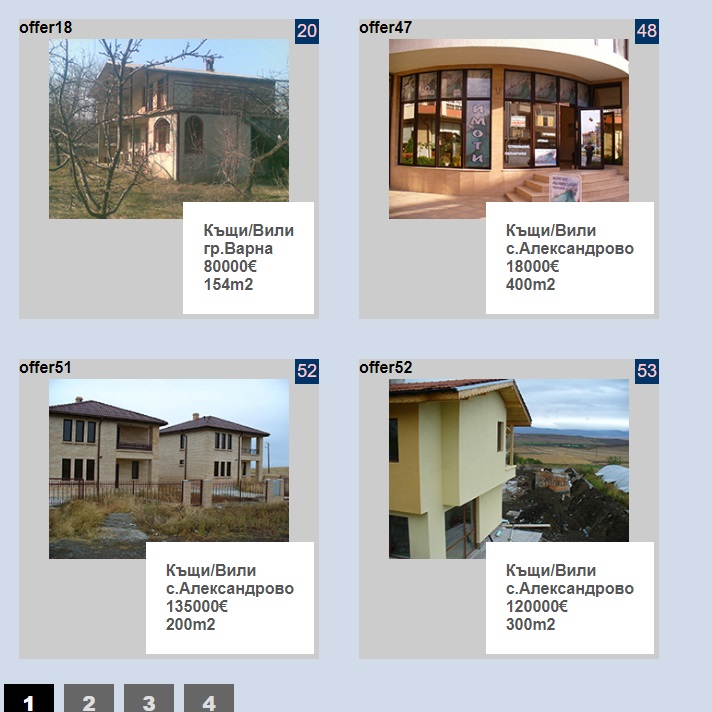 offer18
20
Къщи/Вили
гр.Варна
80000€
154m2
offer47
48
имоти
Къщи/Вили
с.Александрово
18000€
400m2
offer51
52
Къщи/Вили
с.Александрово
135000€
200m2
offer52
53
Къщи/Вили
с.Александрово
120000€
300m2
1 2 3 4